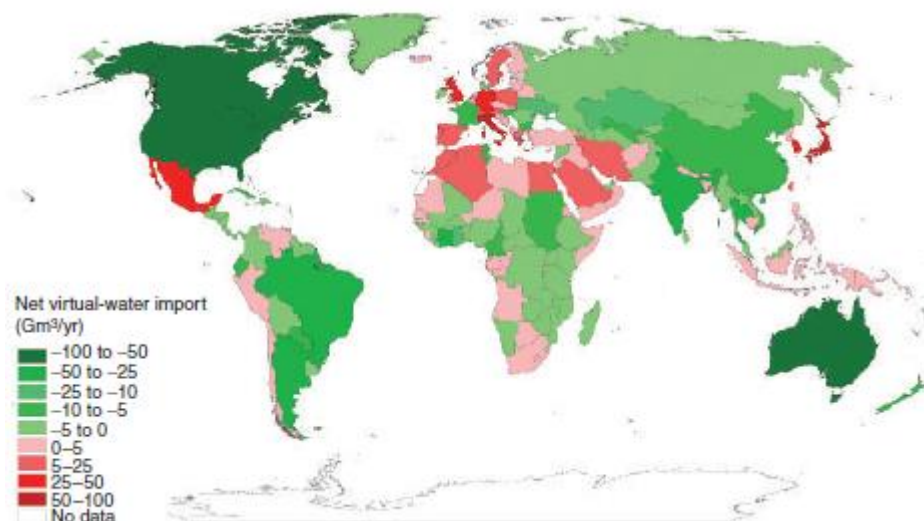 Net virtual-water import
(Gm³/yr)
–100 to –50
–50 to –25
–25 to –10
–10 to –5
–5 to 0
0–5
5–25
25–50
50–100
No data